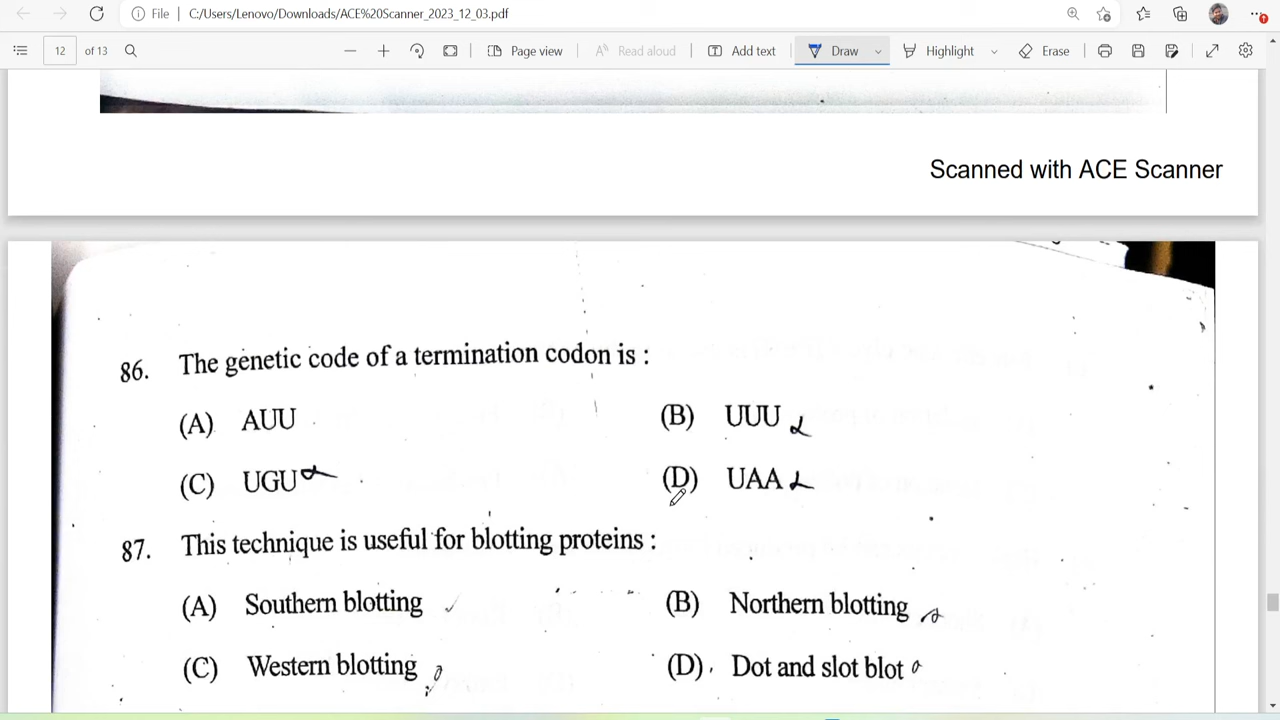 File C:/Users/Lenovo/Downloads/ACE%20Scanner_2023_12_03.pdf
12 of 13 Page view Read aloud Add text Draw Highlight Erase
Scanned with ACE Scanner
86. The genetic code of a termination codon is :
(A) AUU (B) UUU
(C) UGU (D) UAA
87. This technique is useful for blotting proteins :
(A) Southern blotting (B) Northern blotting
(C) Western blotting (D) Dot and slot blot